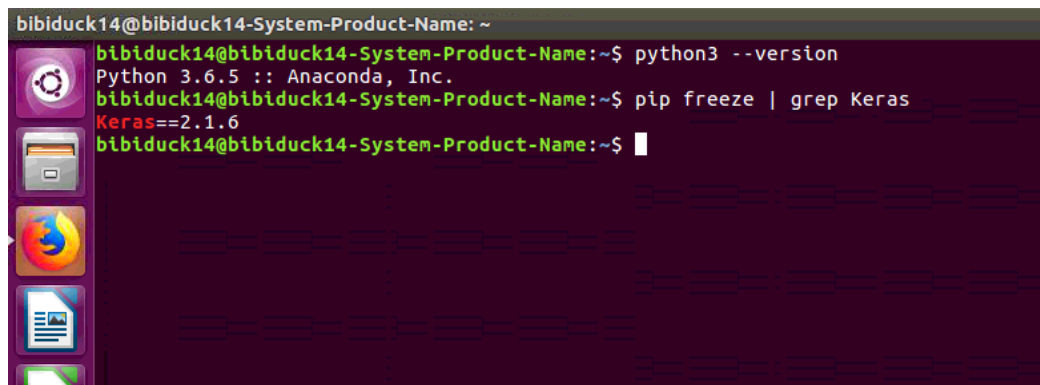 bibiduck14@bibiduck14-System-Product-Name: ~
bibiduck14@bibiduck14-System-Product-Name:~$ python3 --version
Python 3.6.5 :: Anaconda, Inc.
bibiduck14@bibiduck14-System-Product-Name:~$ pip freeze | grep Keras
Keras==2.1.6
bibiduck14@bibiduck14-System-Product-Name:~$